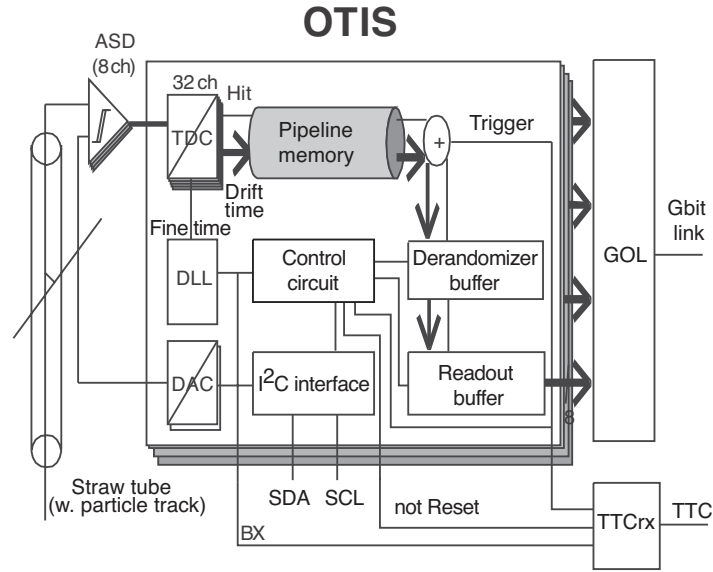 OTIS
ASD
(8 ch)
32 ch
Hit
TDC
Pipeline
memory
+
Trigger
Drift
time
Fine time
DLL
Control
circuit
Derandomizer
buffer
GOL
Gbit
link
DAC
I²C interface
Readout
buffer
8
Straw tube
(w. particle track)
SDA
SCL
not Reset
BX
TTCrx
TTC